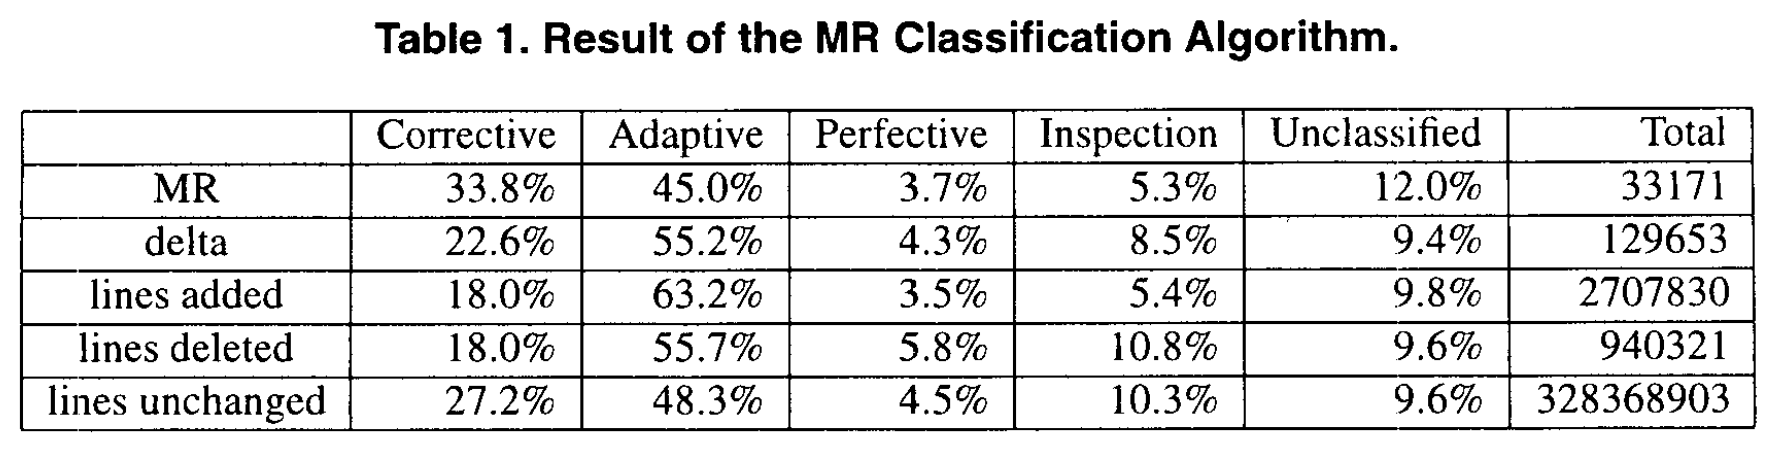 Table 1. Result of the MR Classification Algorithm.
Corrective Adaptive Perfective Inspection Unclassified Total
MR 33.8% 45.0% 3.7% 5.3% 12.0% 33171
delta 22.6% 55.2% 4.3% 8.5% 9.4% 129653
lines added 18.0% 63.2% 3.5% 5.4% 9.8% 2707830
lines deleted 18.0% 55.7% 5.8% 10.8% 9.6% 940321
lines unchanged 27.2% 48.3% 4.5% 10.3% 9.6% 328368903